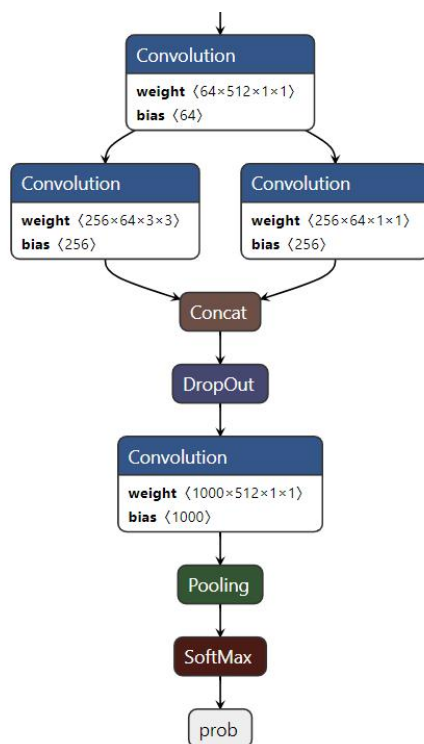 Convolution
weight 〈64×512×1×1〉
bias 〈64〉
Convolution
weight 〈256×64×3×3〉
bias 〈256〉
Convolution
weight 〈256×64×1×1〉
bias 〈256〉
Concat
DropOut
Convolution
weight 〈1000×512×1×1〉
bias 〈1000〉
Pooling
SoftMax
prob